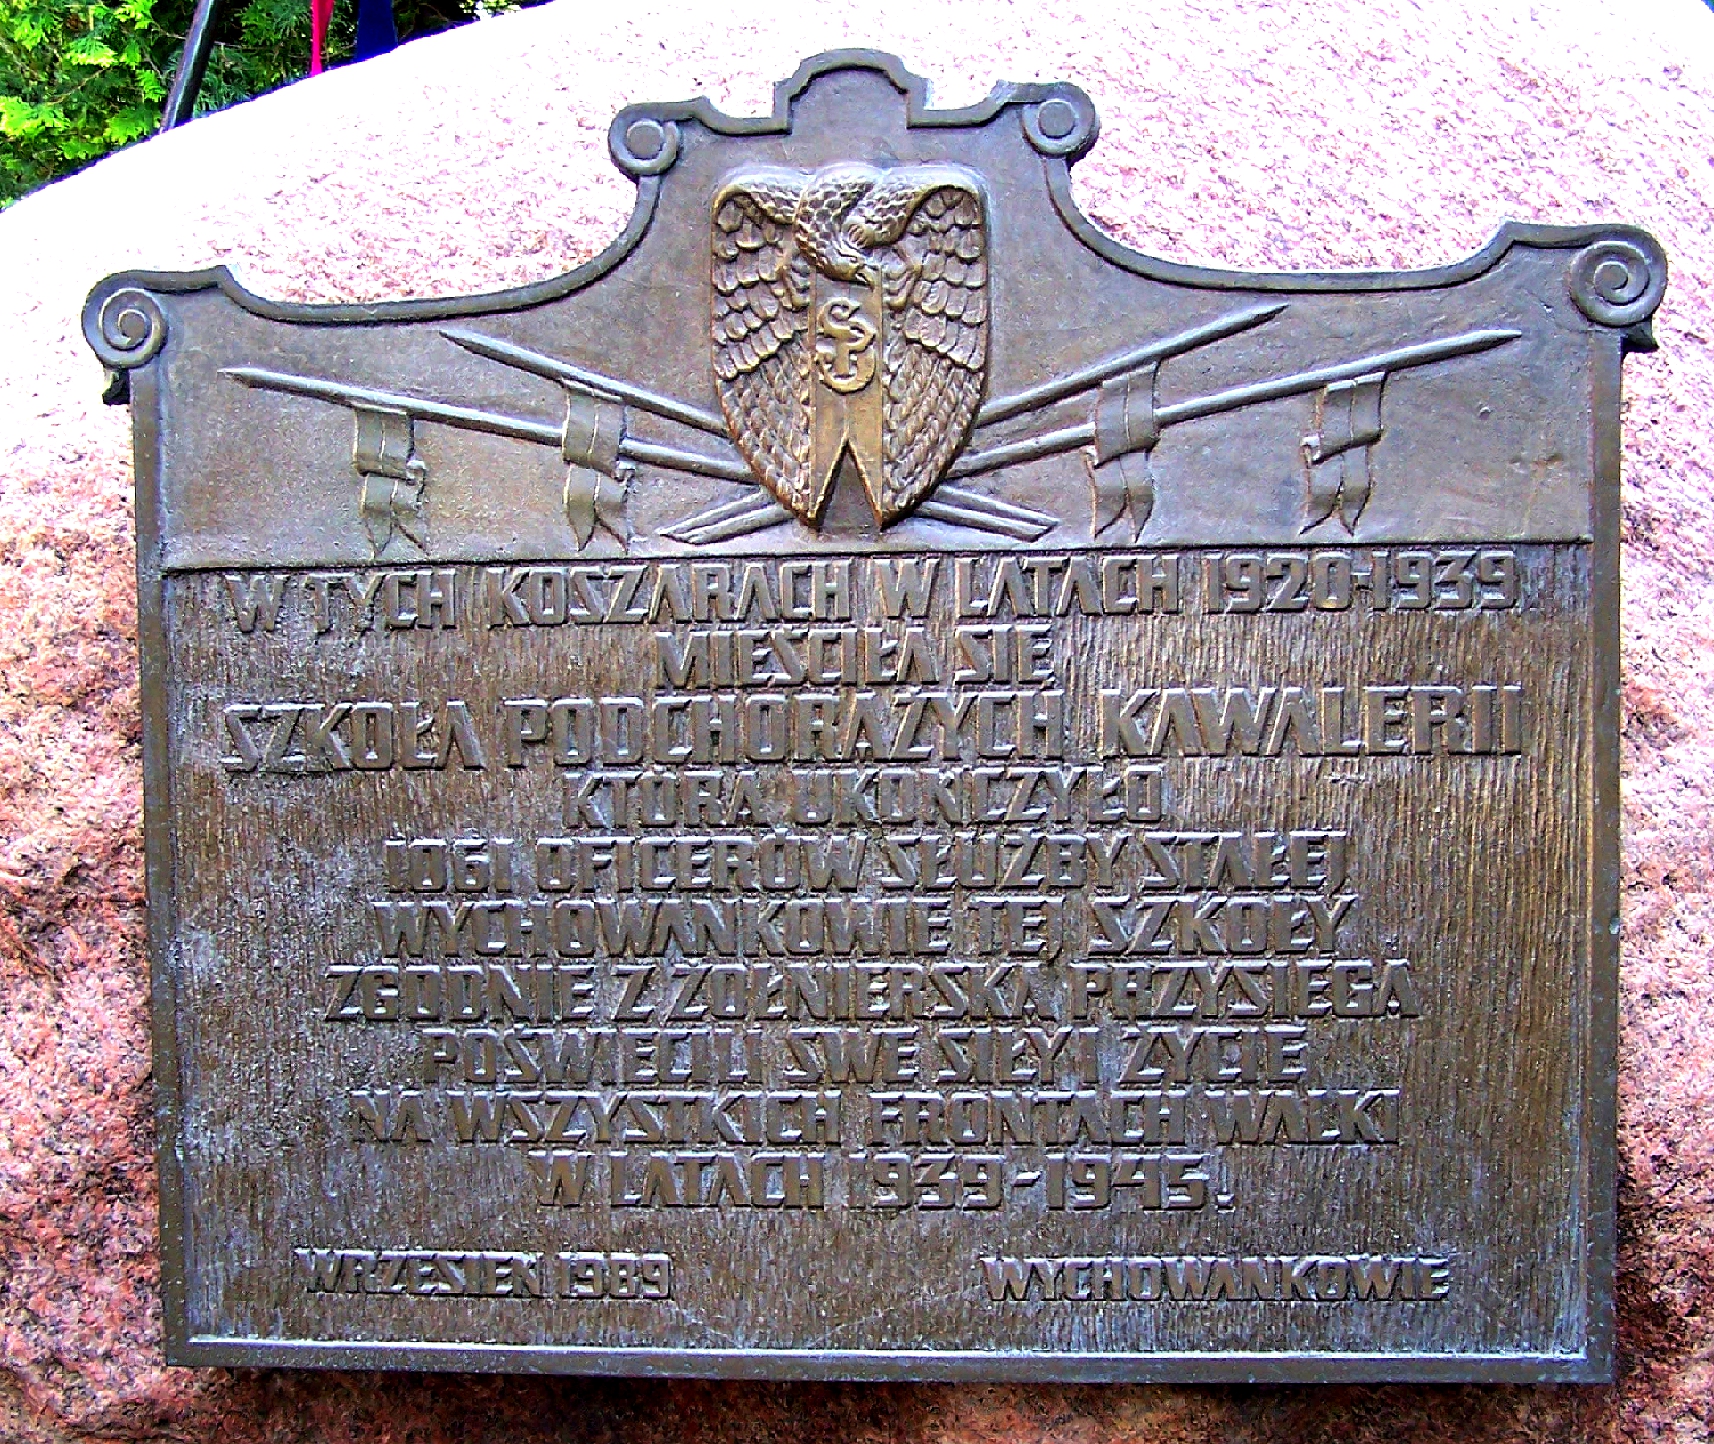 SPJ
W TYCH KOSZARACH W LATACH 1920-1939
MIEŚCIŁA SIĘ
SZKOŁA PODCHORĄŻYCH KAWALERII
KTÓRĄ UKOŃCZYŁO
1061 OFICERÓW SŁUŻBY STAŁEJ
WYCHOWANKOWIE TEJ SZKOŁY
ZGODNIE Z ŻOŁNIERSKĄ PRZYSIĘGĄ
POŚWIĘCILI SWE SIŁY I ŻYCIE
NA WSZYSTKICH FRONTACH WALKI
W LATACH 1939-1945.
WRZESIEŃ 1989 WYCHOWANKOWIE